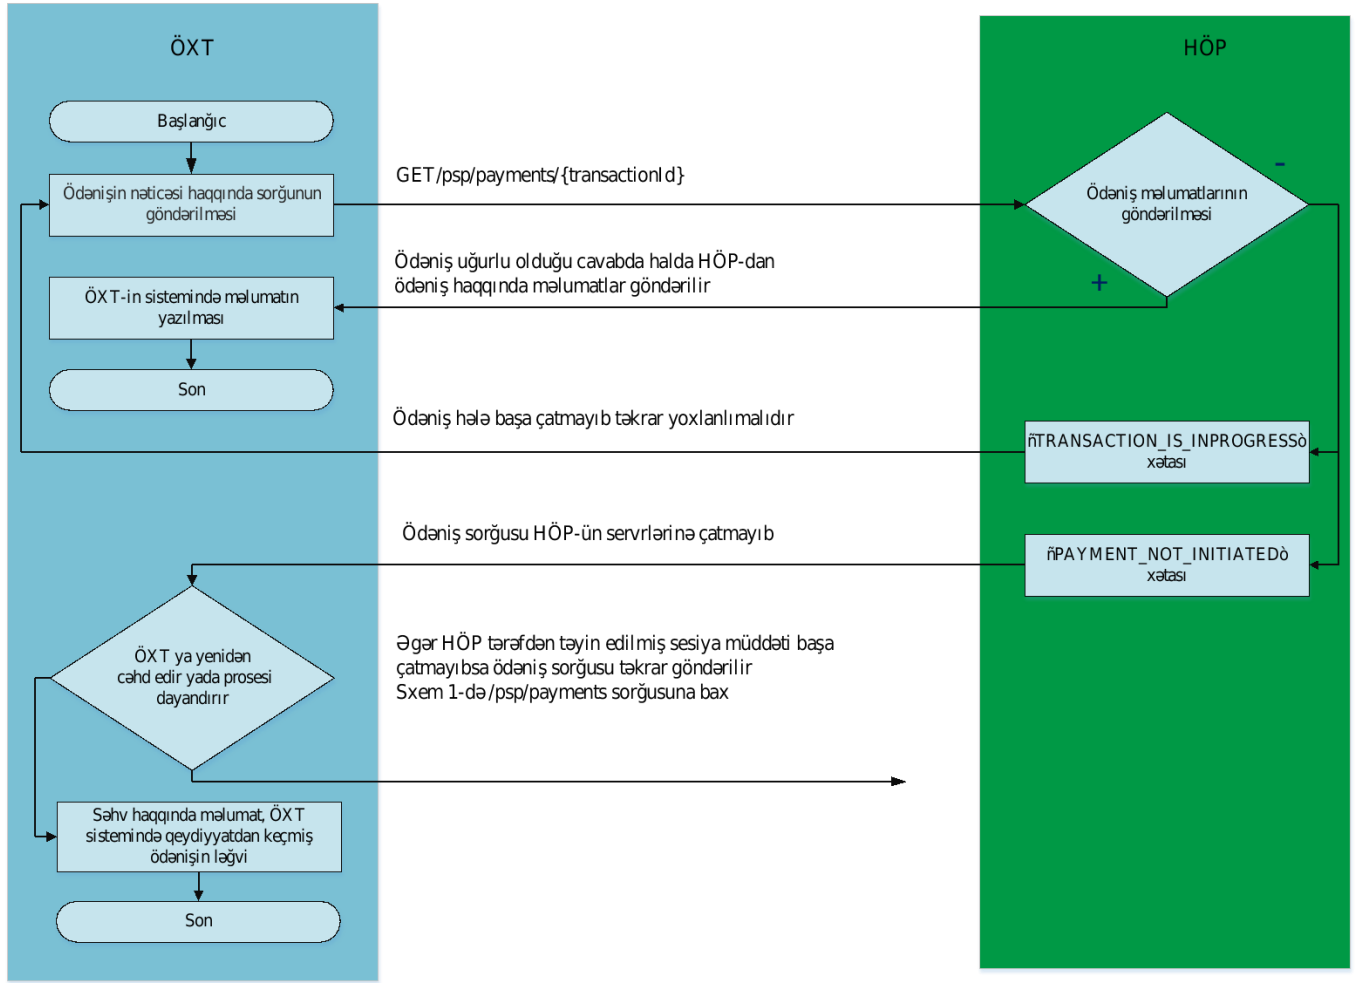 ÖXT
HÖP
Başlanğıc
GET/psp/payments/{transactionId}
Ödənişin nəticəsi haqqında sorğunun
göndərilməsi
Ödəniş məlumatlarının
göndərilməsi
-
+
Ödəniş uğurlu olduğu cavabda halda HÖP-dan
ödəniş haqqında məlumatlar göndərilir
ÖXT-in sistemində məlumatın
yazılması
Son
Ödəniş hələ başa çatmayıb təkrar yoxlanlımalıdır
ñTRANSACTION_IS_INPROGRESSò
xətası
Ödəniş sorğusu HÖP-ün servrlərinə çatmayıb
ñPAYMENT_NOT_INITIATEDò
xətası
ÖXT ya yenidən
cəhd edir yada prosesi
dayandırır
Əgər HÖP tərəfdən təyin edilmiş sesiya müddəti başa
çatmayıbsa ödəniş sorğusu təkrar göndərilir
Sxem 1-də /psp/payments sorğusuna bax
Səhv haqqında məlumat, ÖXT
sistemində qeydiyyatdan keçmiş
ödənişin ləğvi
Son